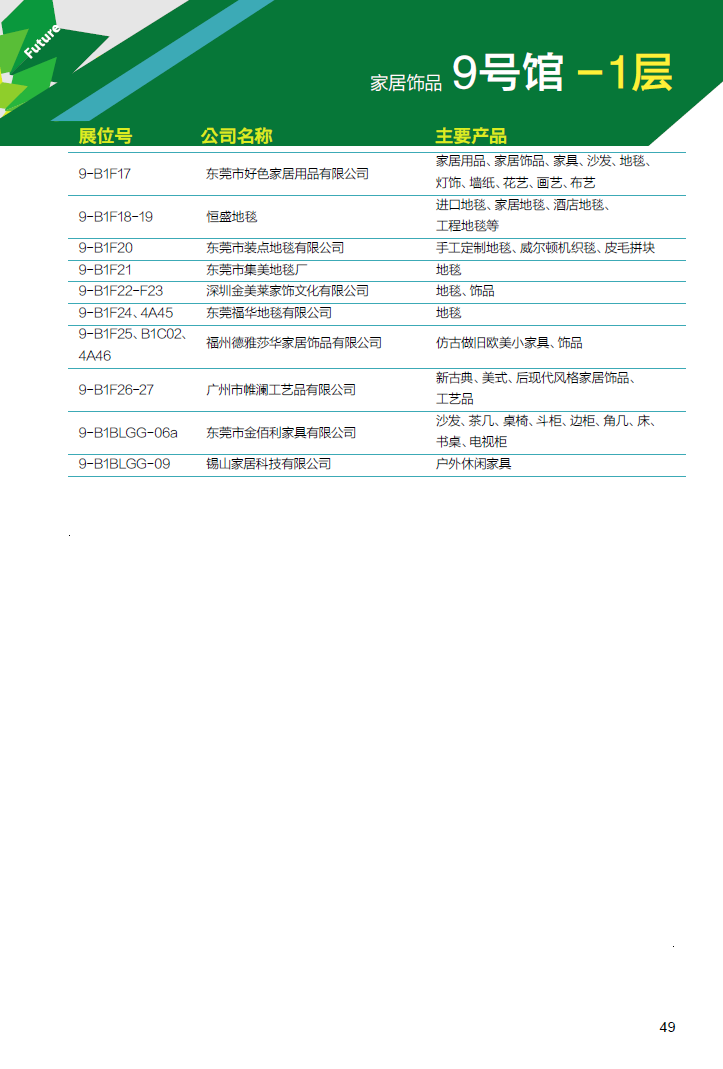 Future
家居饰品 9号馆 -1层
展位号 公司名称 主要产品
9-B1F17 东莞市好色家居用品有限公司 家居用品、家居饰品、家具、沙发、地毯、
灯饰、墙纸、花艺、画艺、布艺
9-B1F18-19 恒盛地毯 进口地毯、家居地毯、酒店地毯、
工程地毯等
9-B1F20 东莞市装点地毯有限公司 手工定制地毯、威尔顿机织毯、皮毛拼块
9-B1F21 东莞市集美地毯厂 地毯
9-B1F22-F23 深圳金美莱家饰文化有限公司 地毯、饰品
9-B1F24、4A45 东莞福华地毯有限公司 地毯
9-B1F25、B1C02、
4A46 福州德雅莎华家居饰品有限公司 仿古做旧欧美小家具、饰品
9-B1F26-27 广州市帷澜工艺品有限公司 新古典、美式、后现代风格家居饰品、
工艺品
9-B1BLGG-06a 东莞市金佰利家具有限公司 沙发、茶几、桌椅、斗柜、边柜、角几、床、
书桌、电视柜
9-B1BLGG-09 锡山家居科技有限公司 户外休闲家具
49